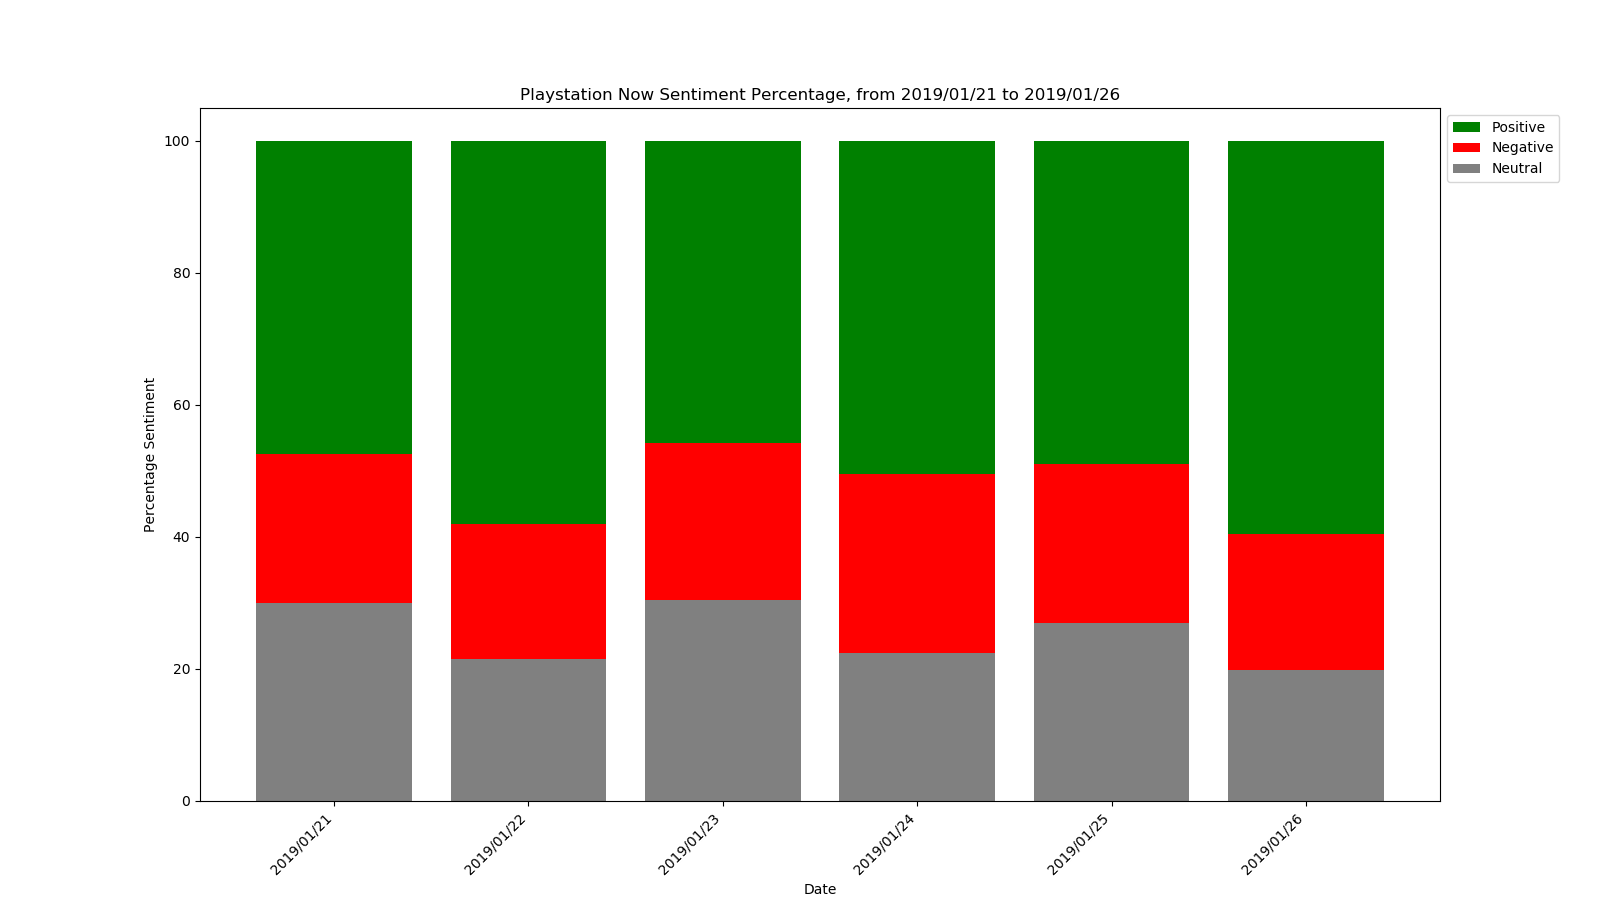 Playstation Now Sentiment Percentage, from 2019/01/21 to 2019/01/26
Positive
Negative
Neutral
Percentage Sentiment
100
80
60
40
20
0
2019/01/21
2019/01/22
2019/01/23
2019/01/24
2019/01/25
2019/01/26
Date